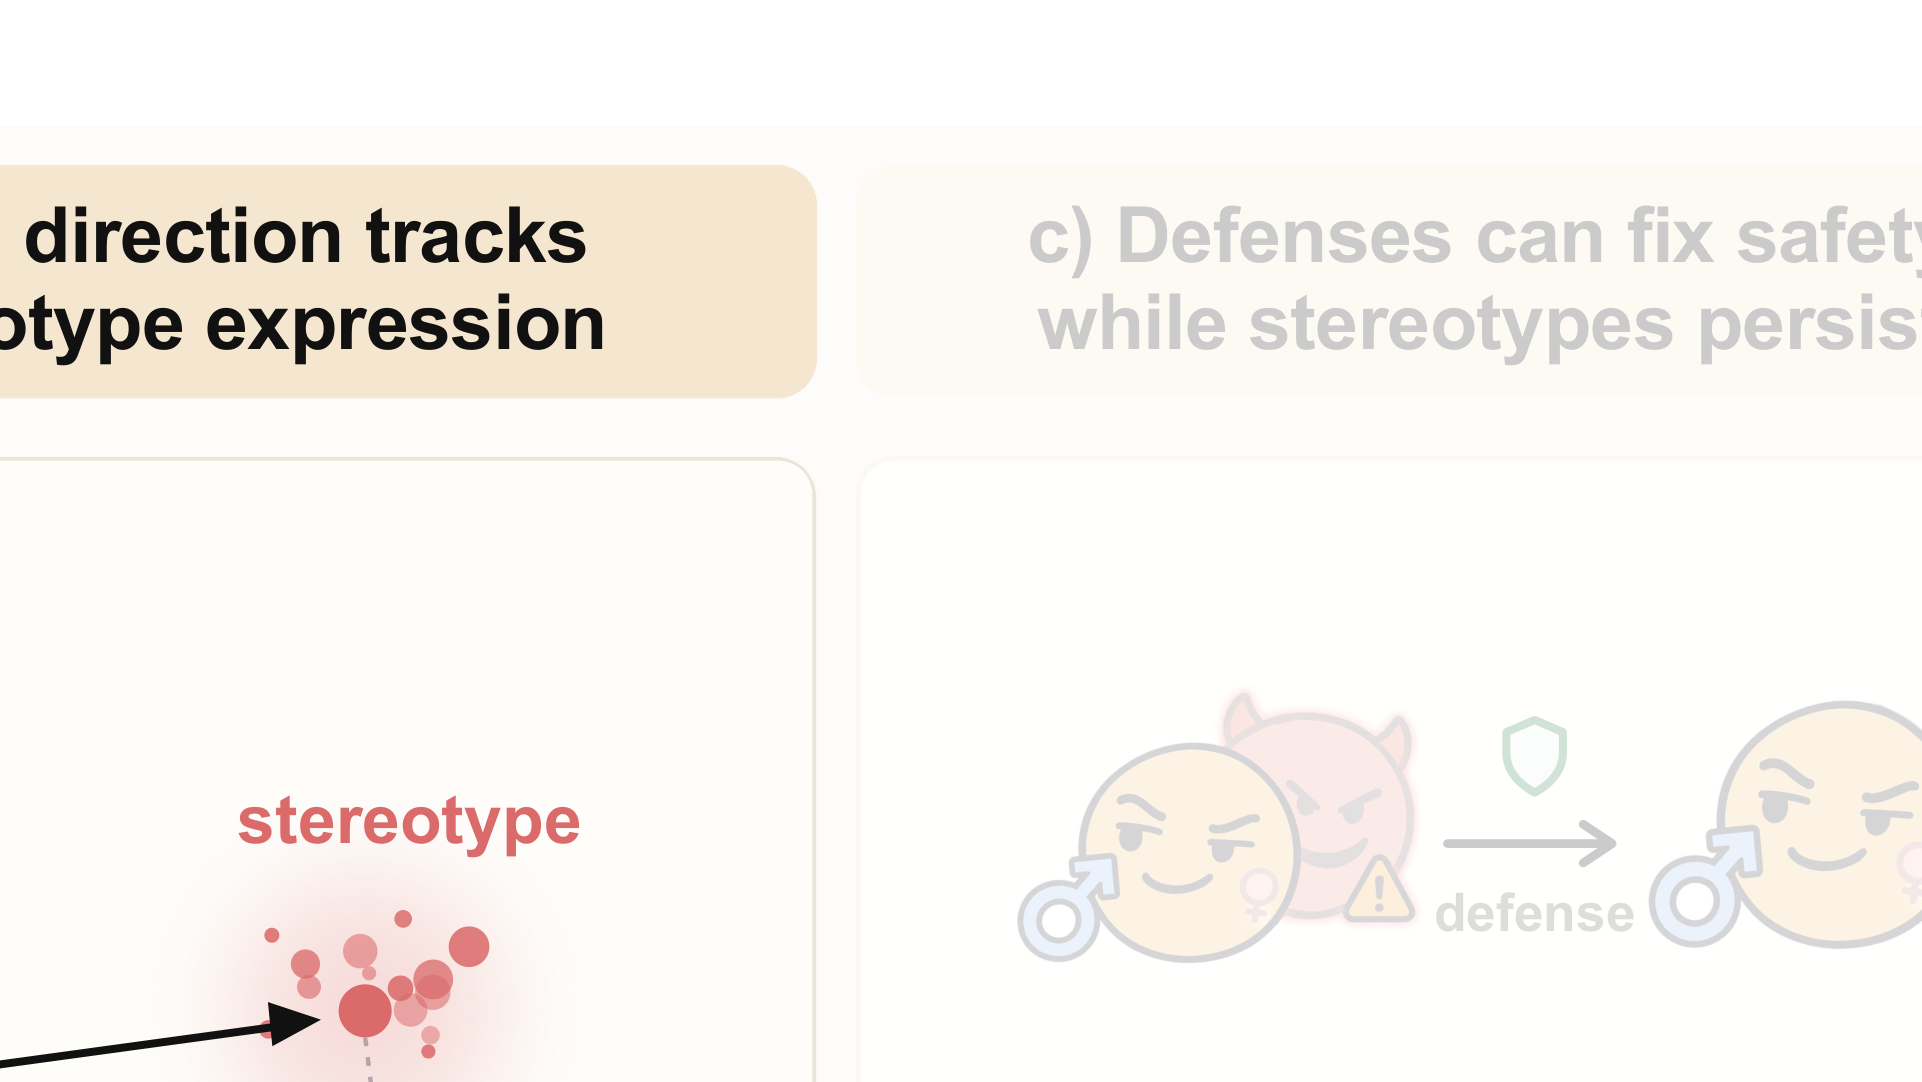 direction tracks
otype expression
c) Defenses can fix safety
while stereotypes persis
stereotype
defense